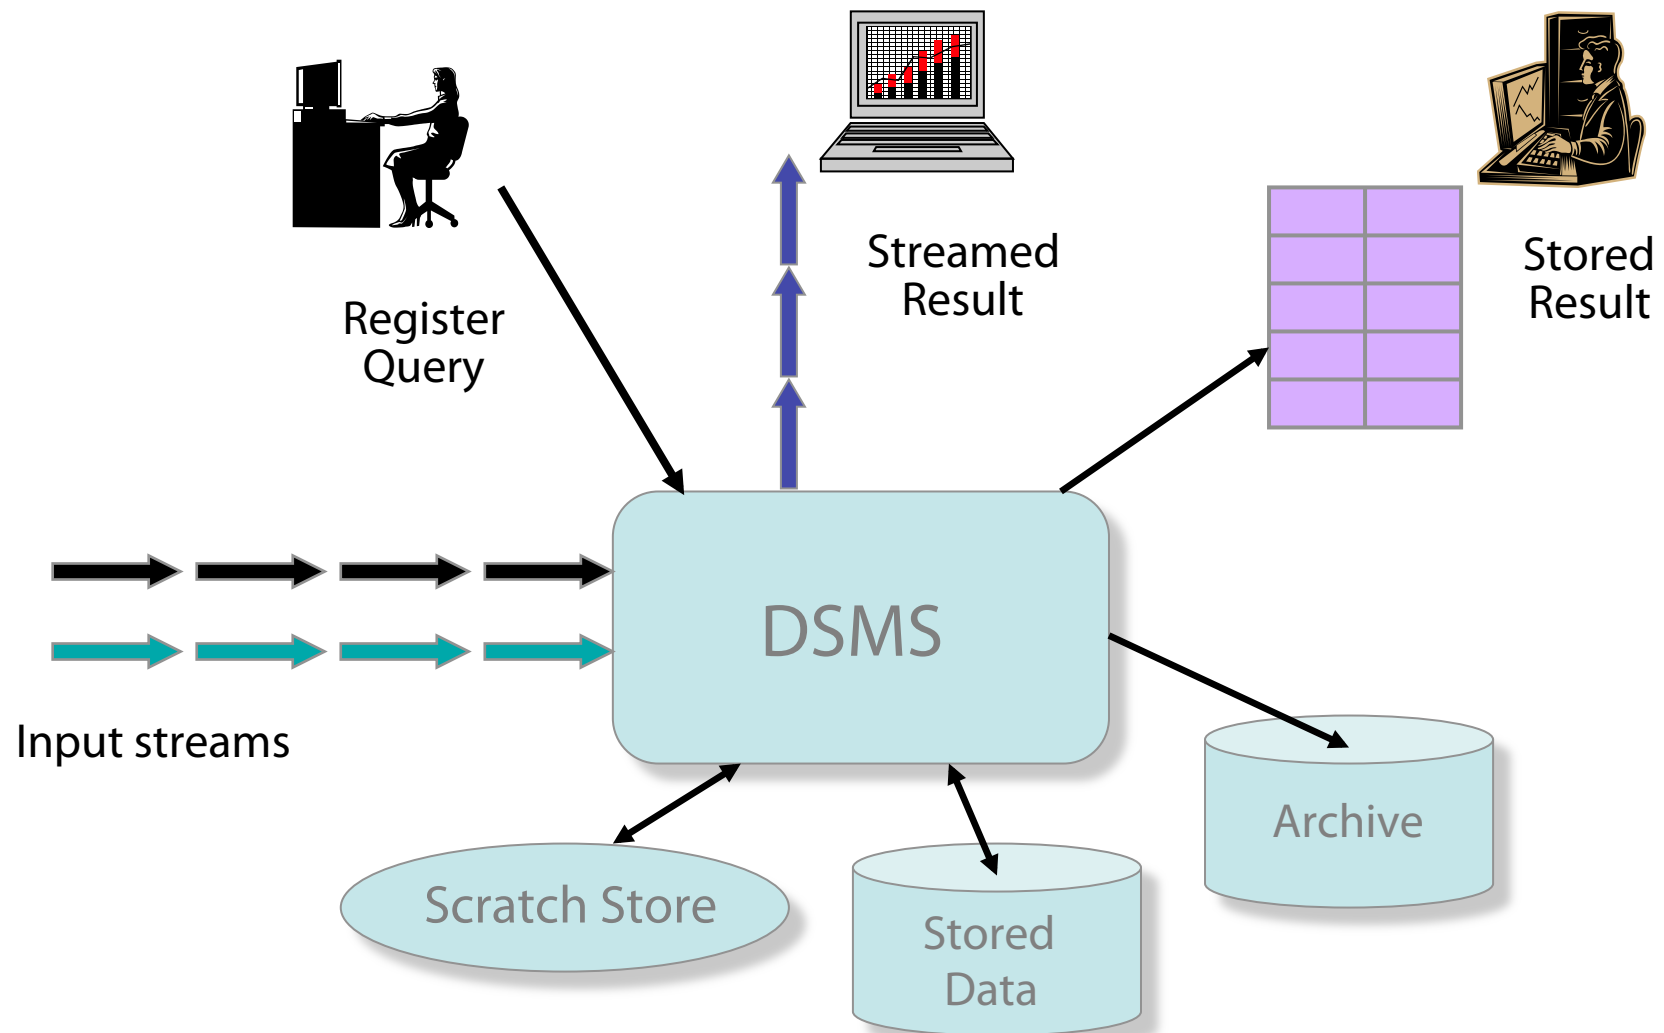 Streamed
Result
Stored
Result
Register
Query
DSMS
Input streams
Archive
Scratch Store
Stored
Data